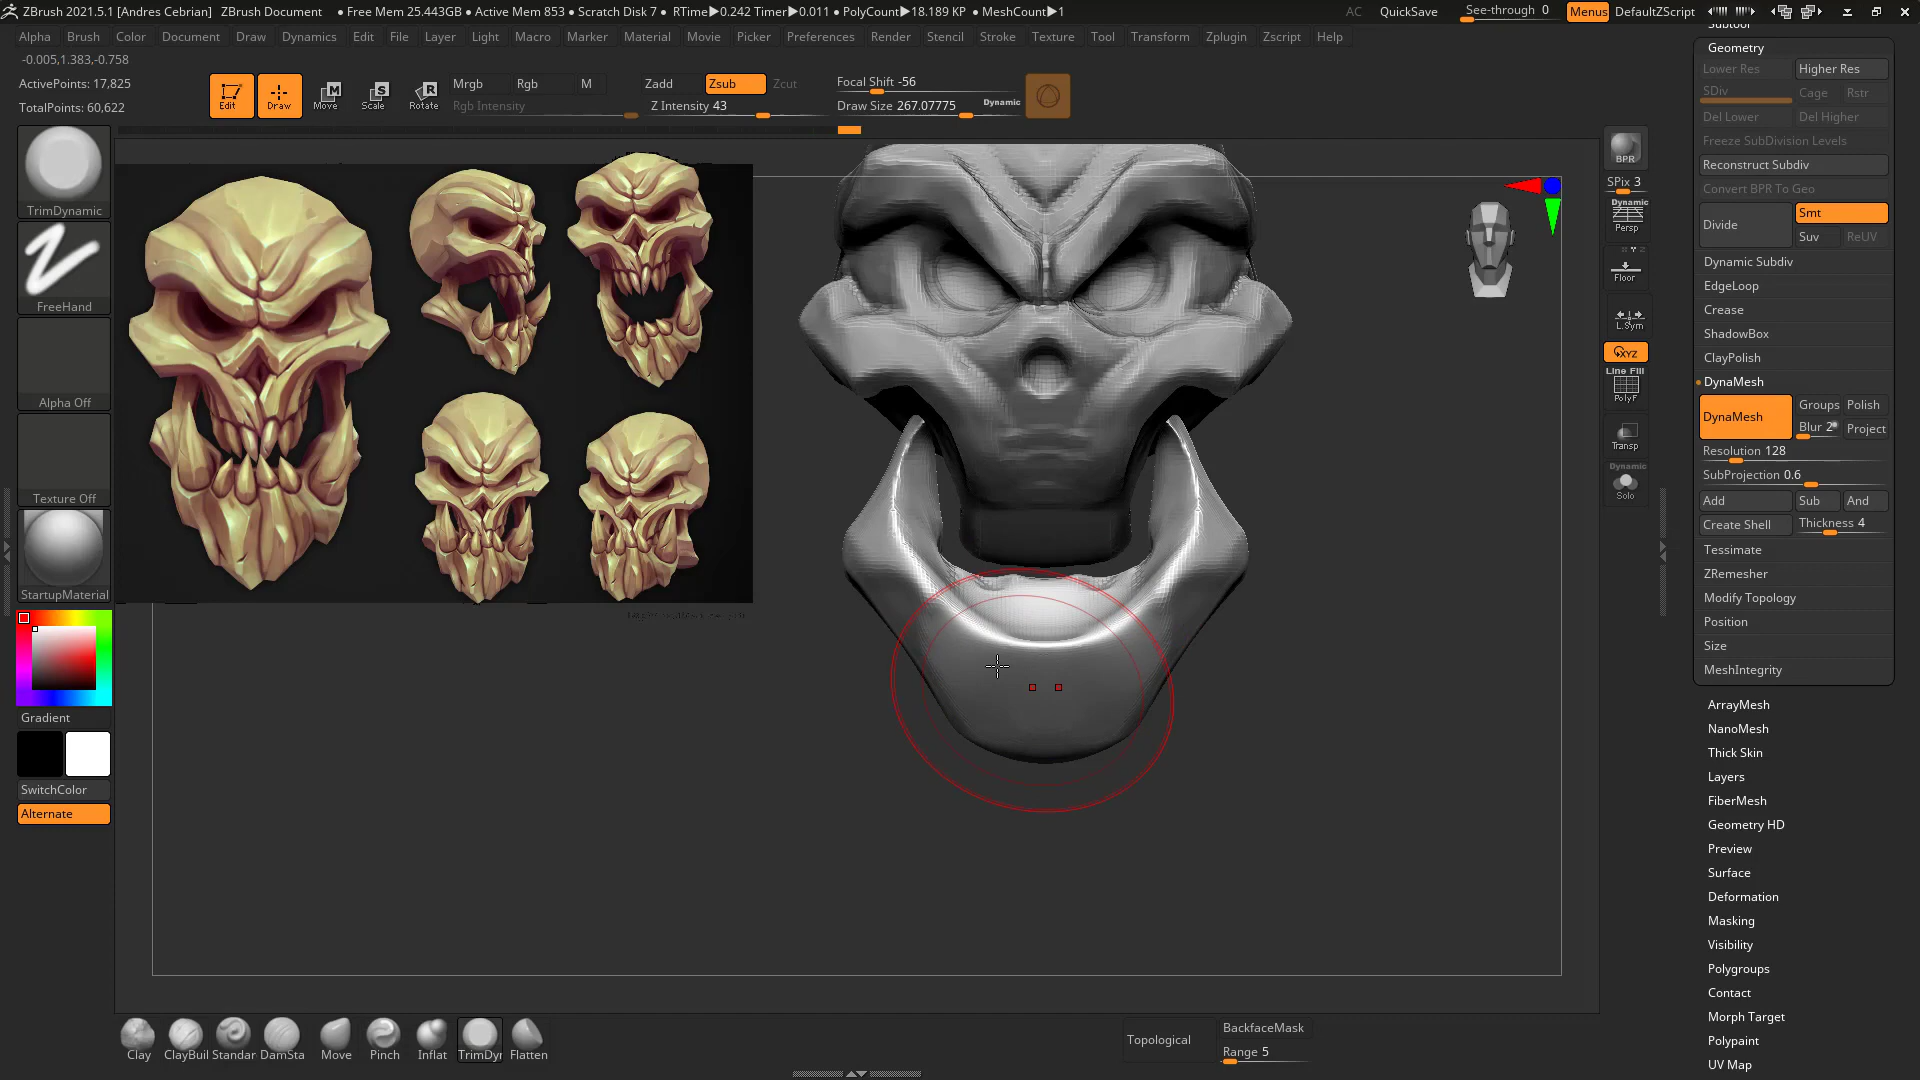 ZBrush 2021.5.1 [Andres Cebrian] ZBrush Document ● Free Mem 25.443GB ● Active Mem 853 ● Scratch Disk 7 ● RTime▶0.242 Timer▶0.011 ● PolyCount▶18.189 KP ● MeshCount▶1 AC QuickSave See-through 0 Menus DefaultZScript
Alpha Brush Color Document Draw Dynamics Edit File Layer Light Macro Marker Material Movie Picker Preferences Render Stencil Stroke Texture Tool Transform Zplugin Zscript Help
-0.005,1.383,-0.758
ActivePoints: 17,825
TotalPoints: 60,622
Edit Draw Move Scale Rotate
Mrgb Rgb M
Rgb Intensity
Zadd Zsub Zcut
Z Intensity 43
Focal Shift -56
Draw Size 267.07775 Dynamic
TrimDynamic
FreeHand
Alpha Off
Texture Off
StartupMaterial
Gradient
SwitchColor
Alternate
BPR
SPix 3
Dynamic
Persp
Floor
L.Sym
XYZ
Line Fill
PolyF
Transp
Dynamic
Solo
Subtool
Geometry
Lower Res Higher Res
SDiv Cage Rstr
Del Lower Del Higher
Freeze SubDivision Levels
Reconstruct Subdiv
Convert BPR To Geo
Divide Smt
Suv ReUV
Dynamic Subdiv
EdgeLoop
Crease
ShadowBox
ClayPolish
DynaMesh
DynaMesh Groups Polish
Blur 2 Project
Resolution 128
SubProjection 0.6
Add Sub And
Create Shell Thickness 4
Tessimate
ZRemesher
Modify Topology
Position
Size
MeshIntegrity
ArrayMesh
NanoMesh
Thick Skin
Layers
FiberMesh
Geometry HD
Preview
Surface
Deformation
Masking
Visibility
Polygroups
Contact
Morph Target
Polypaint
UV Map
Clay ClayBuil Standar DamSta Move Pinch Inflat TrimDyn Flatten
Topological
BackfaceMask
Range 5